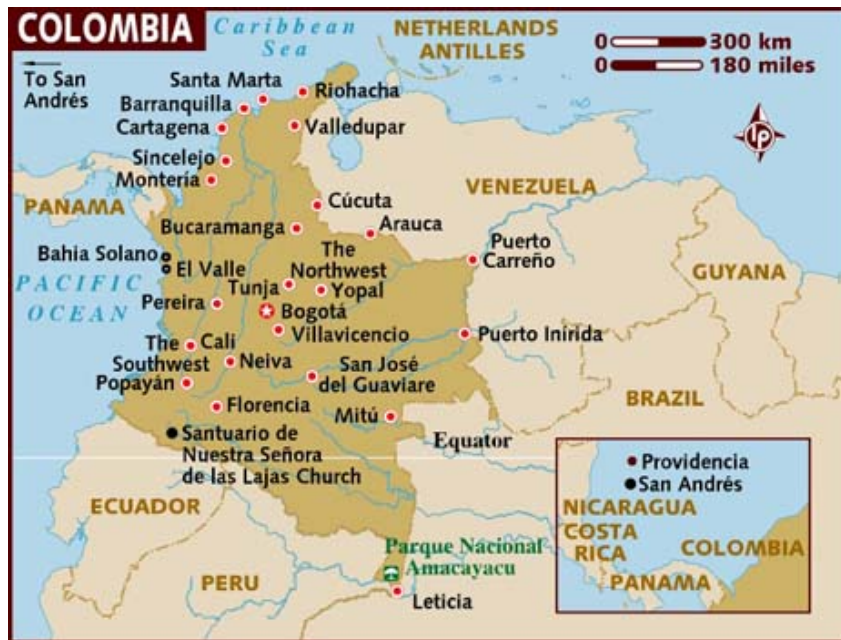 COLOMBIA
Caribbean
Sea
NETHERLANDS
ANTILLES
0 300 km
0 180 miles
To San
Andrés
Santa Marta
Riohacha
Barranquilla
Cartagena
Valledupar
lp
Sincelejo
Montería
PANAMA
VENEZUELA
Cúcuta
Bucaramanga
Arauca
Puerto
Carreño
GUYANA
Bahia Solano
El Valle
The
Northwest
PACIFIC
OCEAN
Tunja
Yopal
Pereira
Bogotá
Villavicencio
Puerto Inírida
The
Southwest
Cali
Neiva
San José
del Guaviare
Popayán
BRAZIL
Florencia
Mitú
Equator
Santuario de
Nuestra Señora
de las Lajas Church
Providencia
San Andrés
ECUADOR
NICARAGUA
COSTA
RICA
COLOMBIA
PANAMA
Parque Nacional
Amacayacu
PERU
Leticia